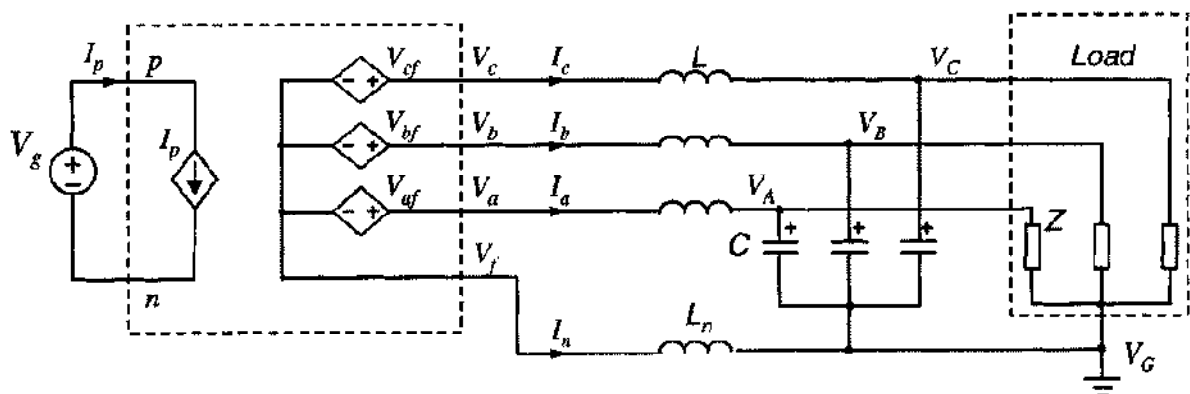 I_p p
V_g
I_p
n
V_cf V_c I_c L V_C Load
V_bf V_b I_b V_B
V_af V_a I_a V_A
C Z
V_f
I_n L_n V_G